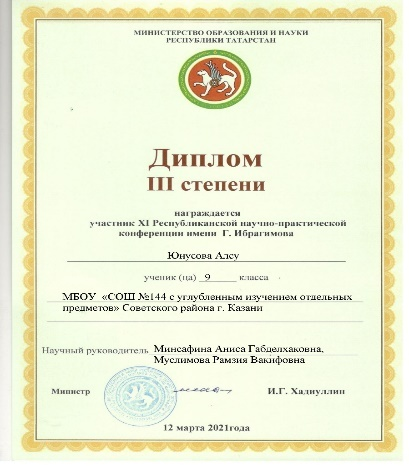 МИНИСТЕРСТВО ОБРАЗОВАНИЯ И НАУКИ
РЕСПУБЛИКИ ТАТАРСТАН
Диплом
III степени
награждается
участник XI Республиканской научно-практической
конференции имени Г. Ибрагимова
Юнусова Алсу
ученик (ца) 9 класса
МБОУ «СОШ №144 с углубленным изучением отдельных
предметов» Советского района г. Казани
Научный руководитель Минсафина Аниса Габделхаковна,
Муслимова Рамзия Вакифовна
Министр И.Г. Хадиуллин
12 марта 2021года